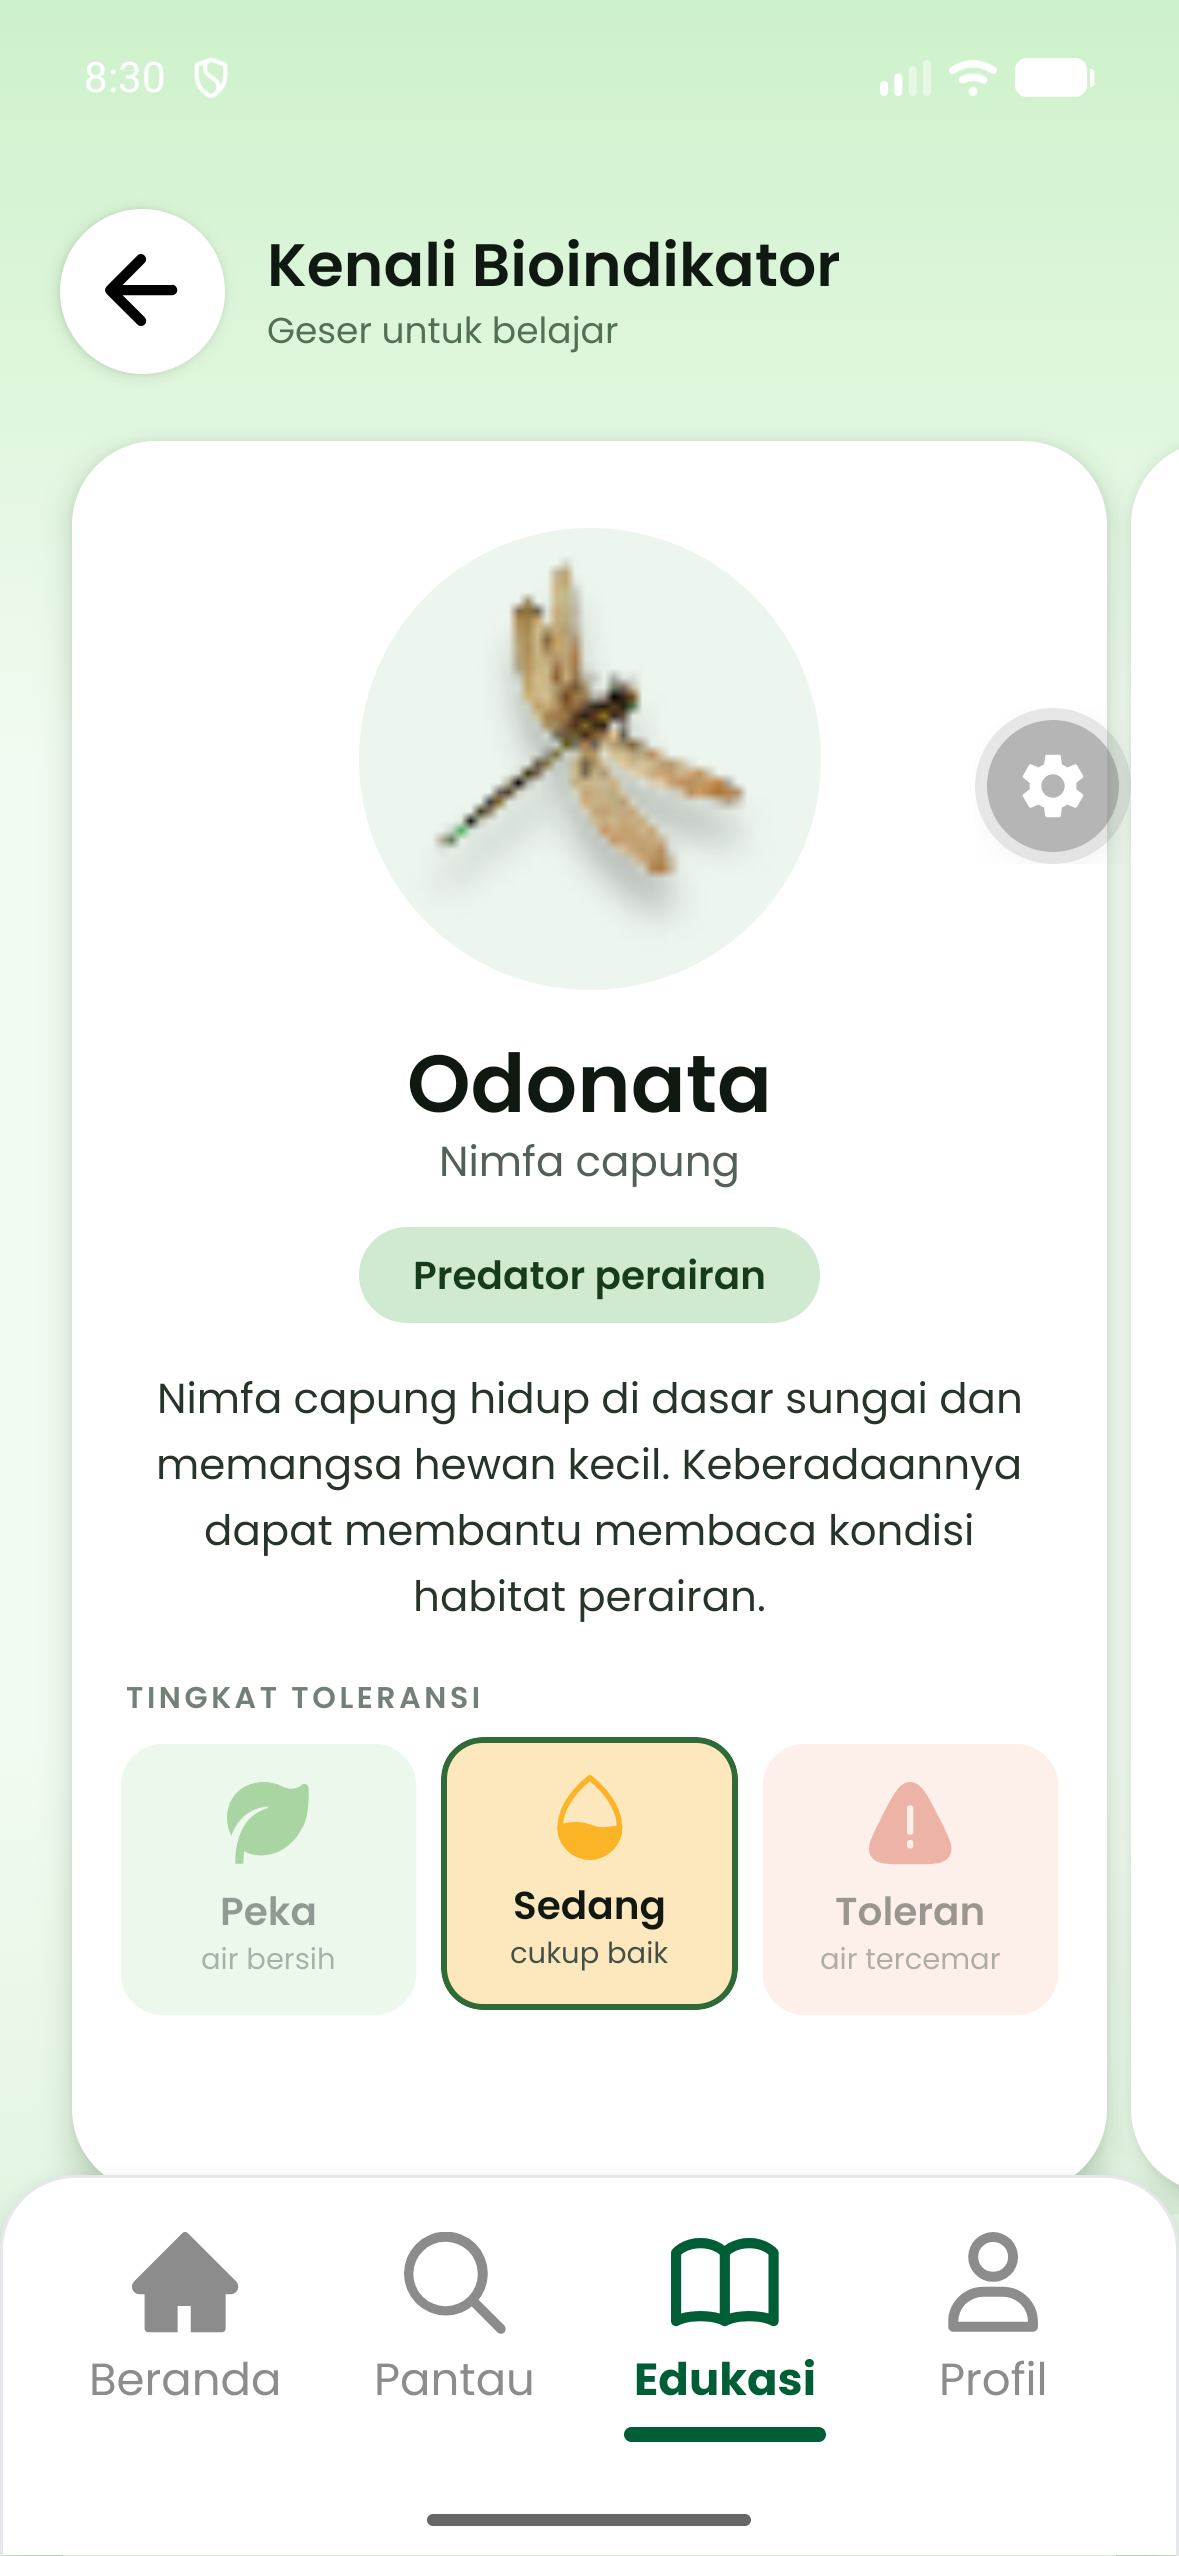 8:30
Kenali Bioindikator
Geser untuk belajar
Odonata
Nimfa capung
Predator perairan
Nimfa capung hidup di dasar sungai dan
memangsa hewan kecil. Keberadaannya
dapat membantu membaca kondisi
habitat perairan.
TINGKAT TOLERANSI
Peka
air bersih
Sedang
cukup baik
Toleran
air tercemar
Beranda
Pantau
Edukasi
Profil